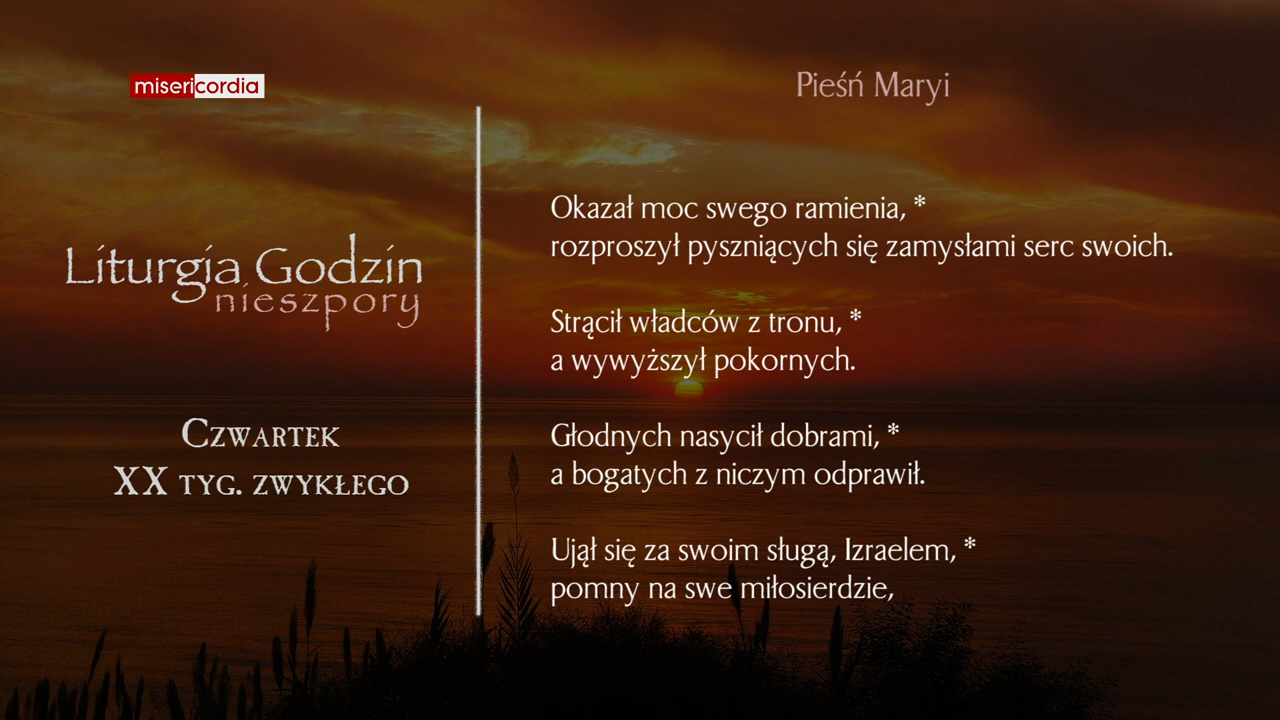 misericordia
Liturgia Godzin
nieszpory
Czwartek
XX tyg. zwykłego
Pieśń Maryi
Okazał moc swego ramienia, *
rozproszył pyszniących się zamysłami serc swoich.
Strącił władców z tronu, *
a wywyższył pokornych.
Głodnych nasycił dobrami, *
a bogatych z niczym odprawił.
Ujął się za swoim sługą, Izraelem, *
pomny na swe miłosierdzie,